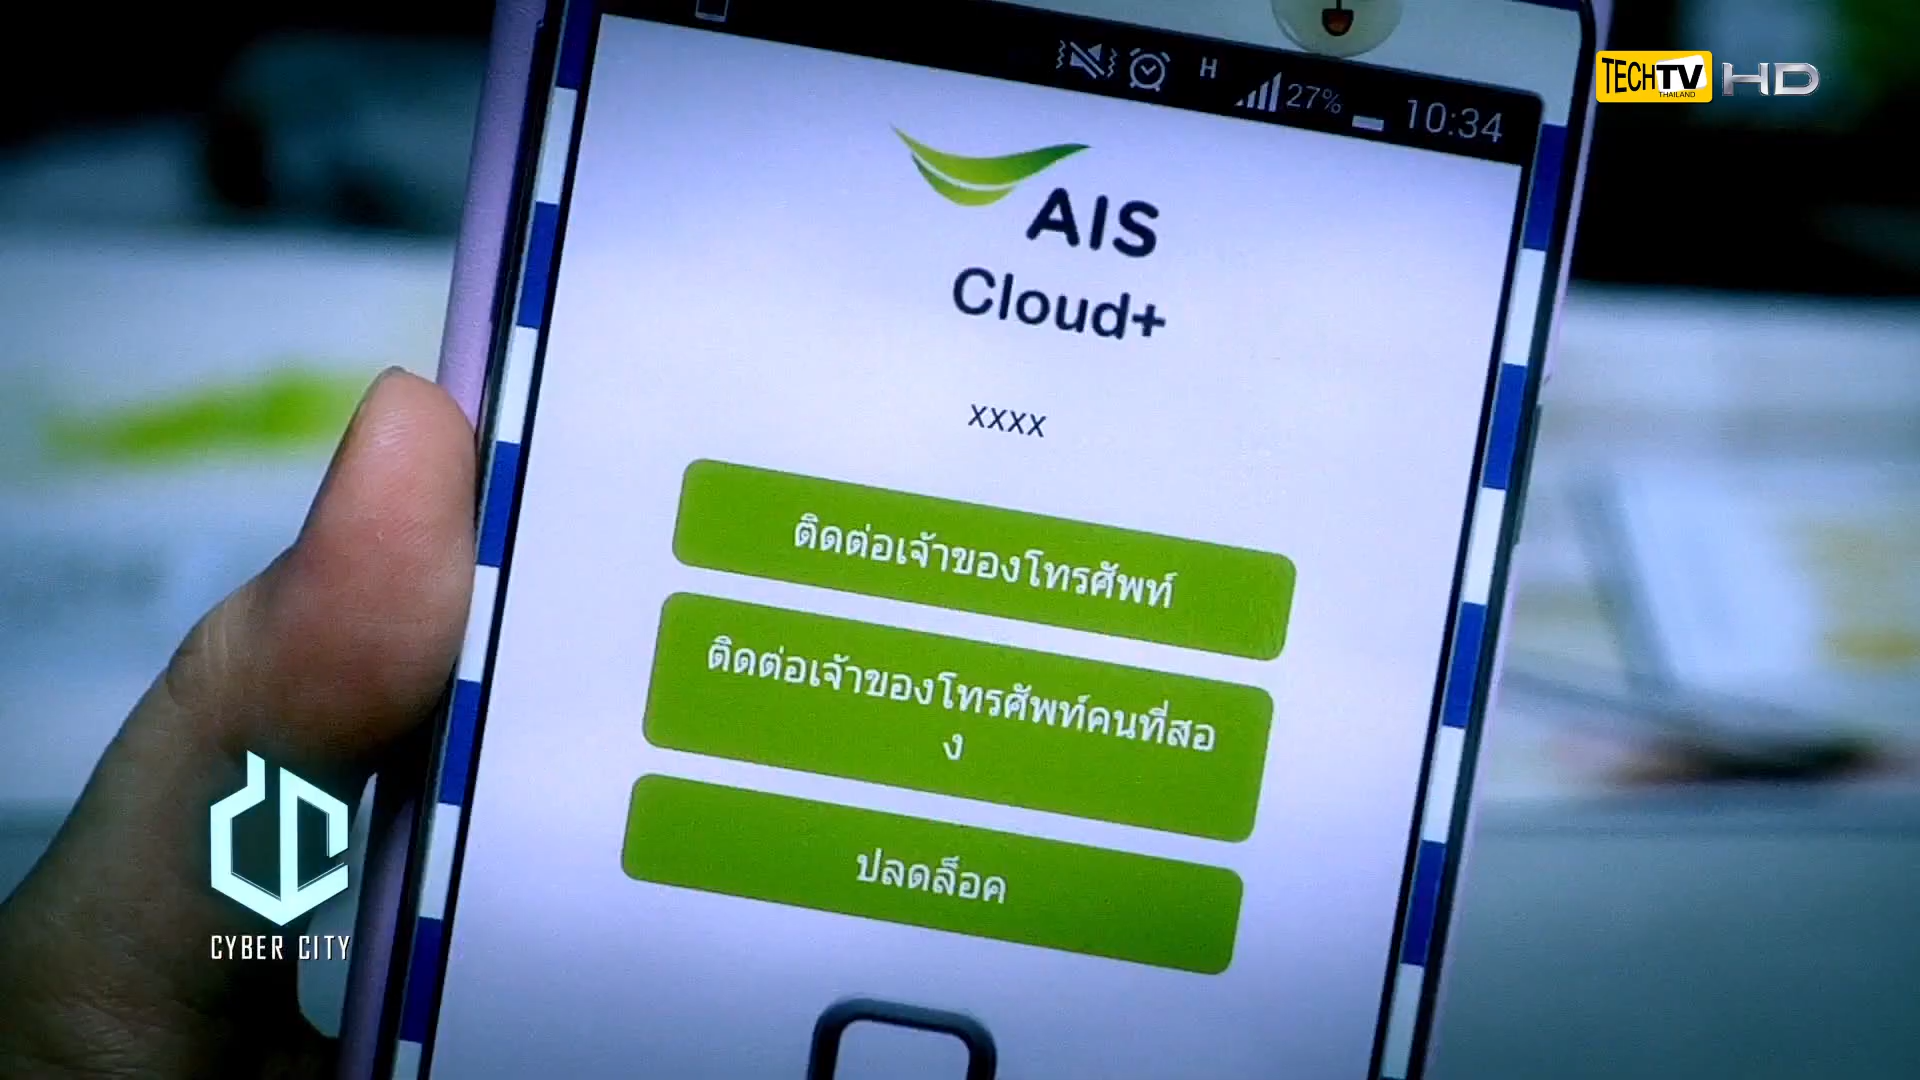 TECHTV HD
THAILAND
H 27% 10:34
AIS
Cloud+
xxxx
ติดต่อเจ้าของโทรศัพท์
ติดต่อเจ้าของโทรศัพท์คนที่สอ
ง
ปลดล็อค
CYBER CITY